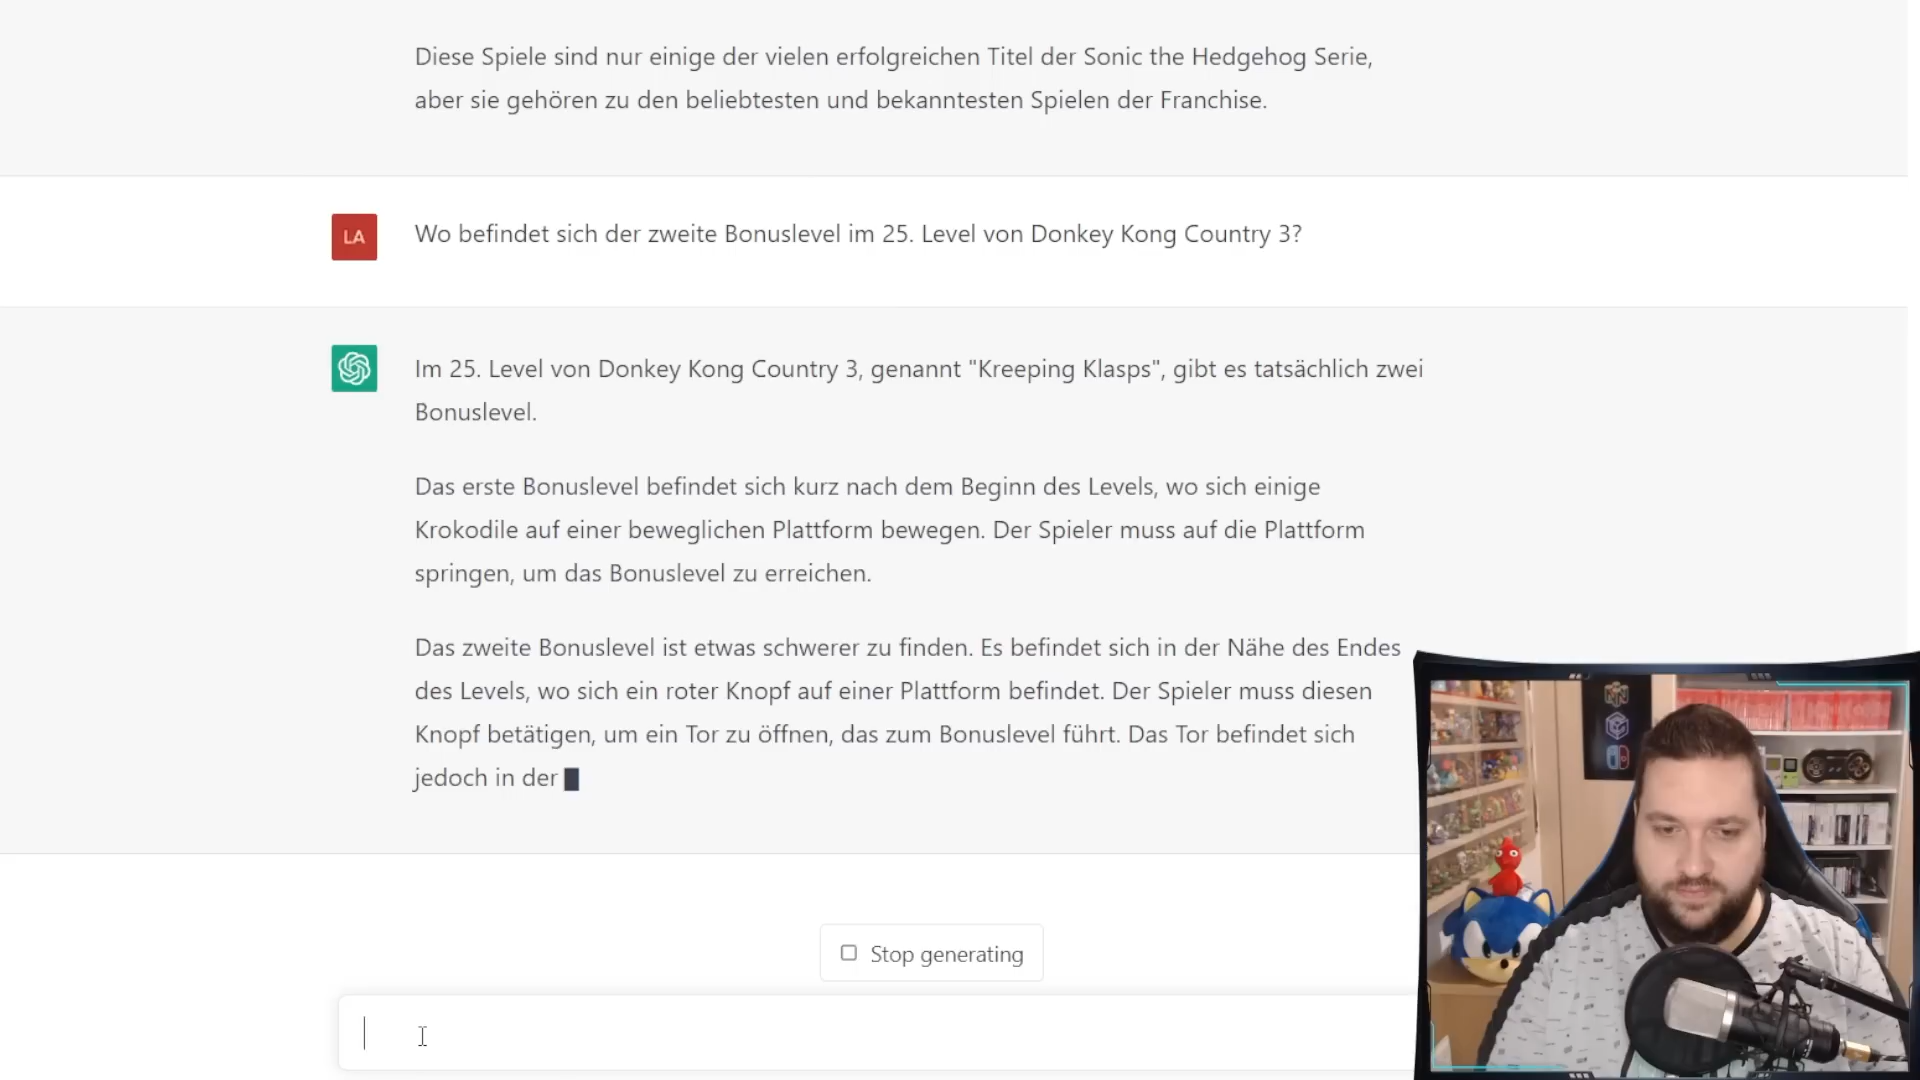 Diese Spiele sind nur einige der vielen erfolgreichen Titel der Sonic the Hedgehog Serie,
aber sie gehören zu den beliebtesten und bekanntesten Spielen der Franchise.
LA
Wo befindet sich der zweite Bonuslevel im 25. Level von Donkey Kong Country 3?
Im 25. Level von Donkey Kong Country 3, genannt "Kreeping Klasps", gibt es tatsächlich zwei
Bonuslevel.
Das erste Bonuslevel befindet sich kurz nach dem Beginn des Levels, wo sich einige
Krokodile auf einer beweglichen Plattform bewegen. Der Spieler muss auf die Plattform
springen, um das Bonuslevel zu erreichen.
Das zweite Bonuslevel ist etwas schwerer zu finden. Es befindet sich in der Nähe des Endes
des Levels, wo sich ein roter Knopf auf einer Plattform befindet. Der Spieler muss diesen
Knopf betätigen, um ein Tor zu öffnen, das zum Bonuslevel führt. Das Tor befindet sich
jedoch in der
Stop generating